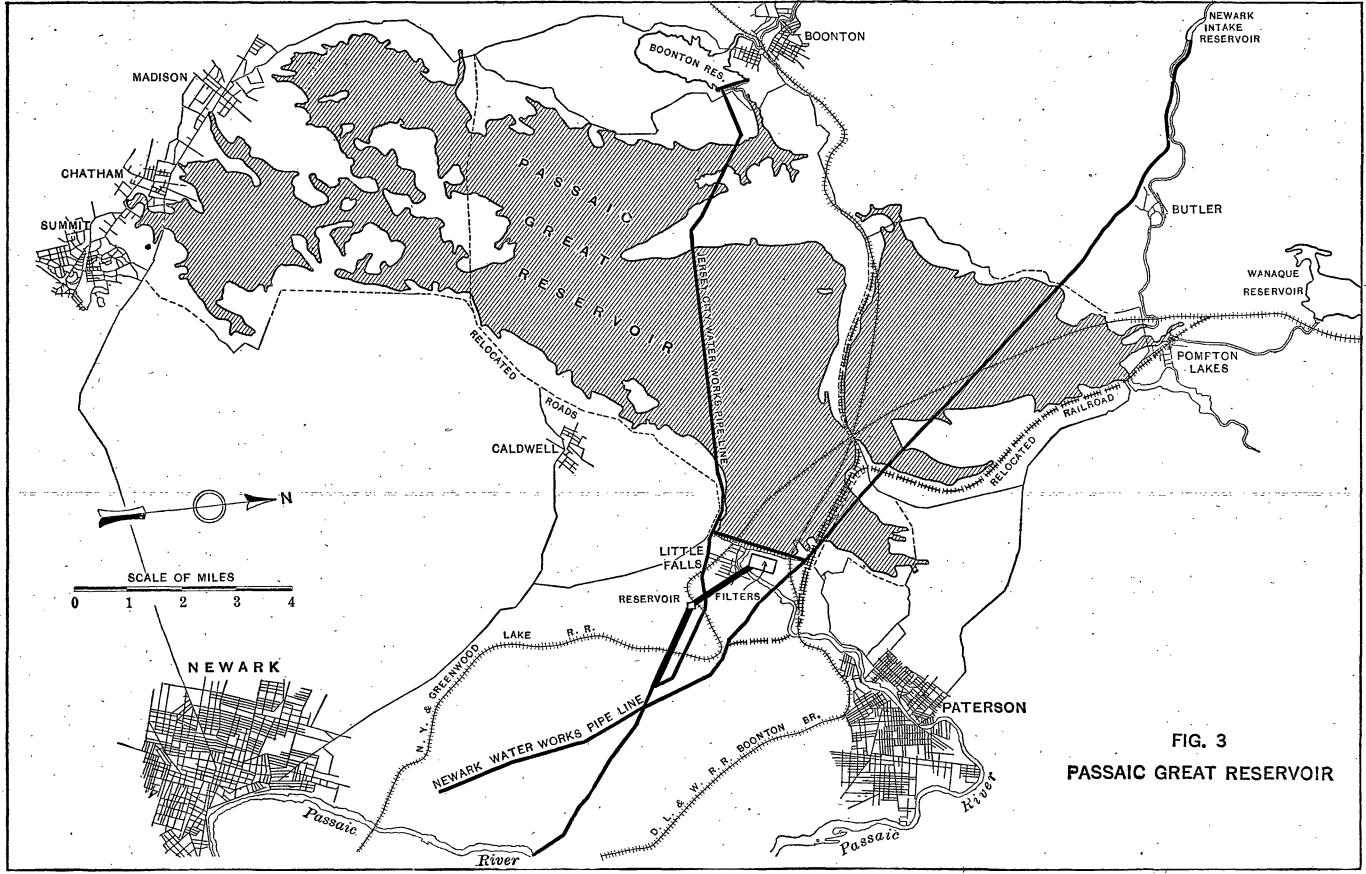 NEWARK
INTAKE
RESERVOIR
BOONTON
BOONTON RES.
MADISON
CHATHAM
SUMMIT
BUTLER
WANAQUE
RESERVOIR
PASSAIC
GREAT
RESERVOIR
JERSEY CITY WATER WORKS PIPE LINE
RELOCATED
ROADS
POMPTON
LAKES
RELOCATED RAILROAD
CALDWELL
N
SCALE OF MILES
0 1 2 3 4
LITTLE
FALLS
RESERVOIR
FILTERS
N. Y. & GREENWOOD LAKE R. R.
NEWARK
NEWARK WATER WORKS PIPE LINE
D. L. & W. R.R. BOONTON BR.
PATERSON
Passaic River
Passaic River
FIG. 3
PASSAIC GREAT RESERVOIR